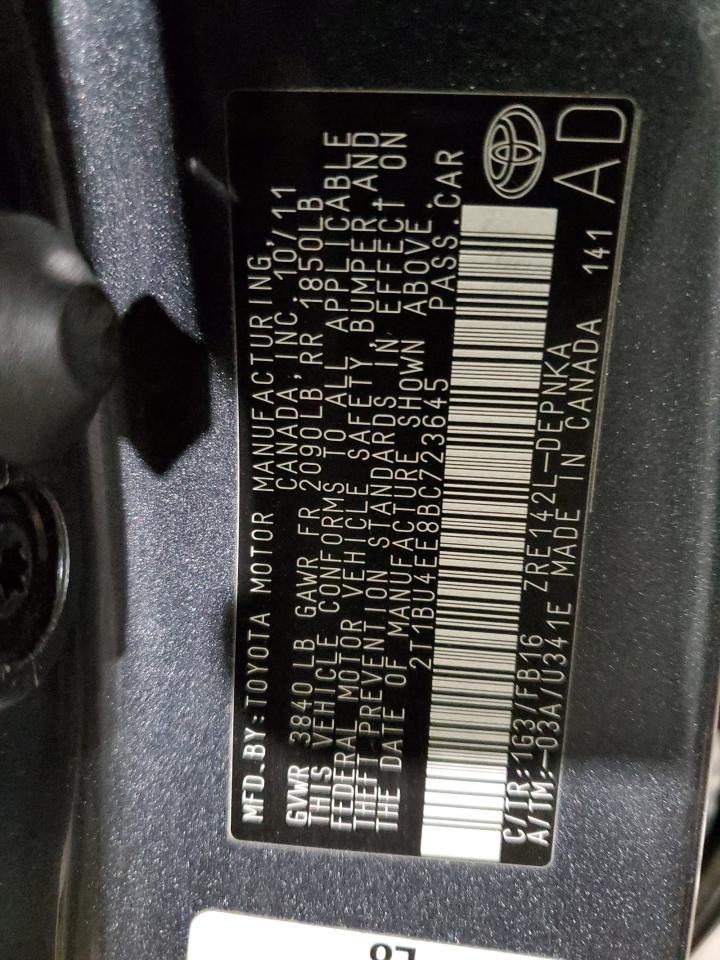 MFD.BY:TOYOTA MOTOR MANUFACTURING,
CANADA,INC. 10/11
GVWR 3840LB GAWR FR 2090LB,RR 1850LB
THIS VEHICLE CONFORMS TO ALL APPLICABLE
FEDERAL MOTOR VEHICLE SAFETY, BUMPER, AND
THEFT-PREVENTION STANDARDS IN EFFECT ON
THE DATE OF MANUFACTURE SHOWN ABOVE.
2T1BU4EE8BC723645 PASS.CAR
C/TR:1G3/FB16 ZRE142L-DEPNKA
A/TM:-03A/U341E MADE IN CANADA 141
AD